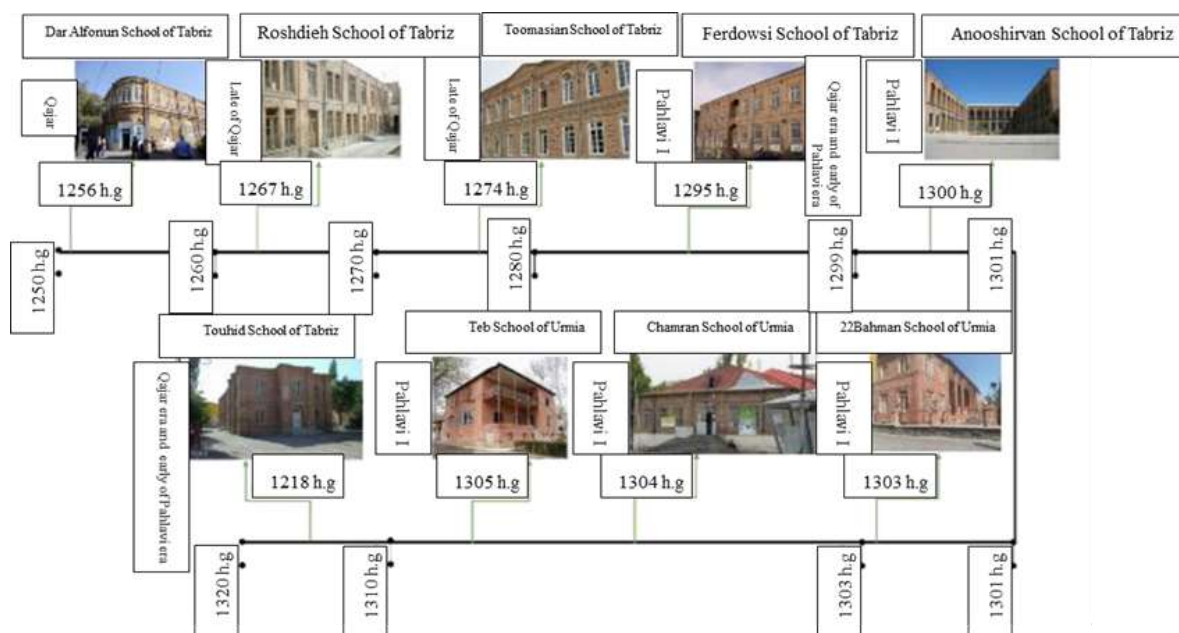 Dar Alfonun School of Tabriz
Roshdieh School of Tabriz
Toomasian School of Tabriz
Ferdowsi School of Tabriz
Anooshirvan School of Tabriz
Qajar
Late of Qajar
Late of Qajar
Pahlavi I
Qajar era and early of
Pahlavi era
Pahlavi I
1256 h.g
1267 h.g
1274 h.g
1295 h.g
1300 h.g
1250 h.g
1260 h.g
1270 h.g
1280 h.g
1299 h.g
1301 h.g
Touhid School of Tabriz
Teb School of Urmia
Chamran School of Urmia
22Bahman School of Urmia
Qajar era and early of Pahlavi era
Pahlavi I
Pahlavi I
Pahlavi I
1218 h.g
1305 h.g
1304 h.g
1303 h.g
1320 h.g
1310 h.g
1303 h.g
1301 h.g